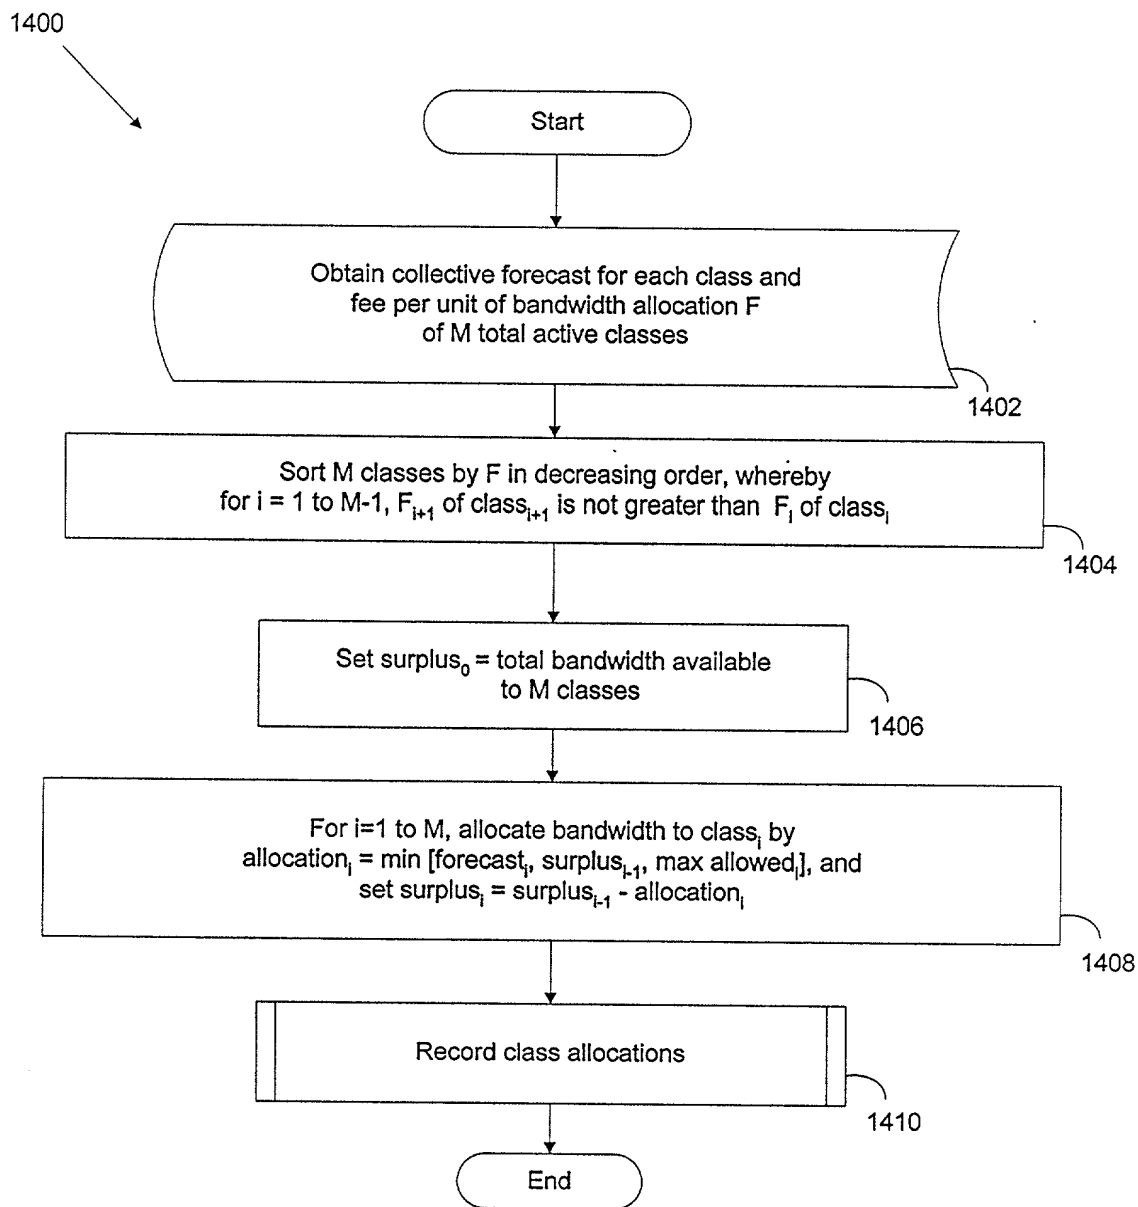 1400
Start
Obtain collective forecast for each class and
fee per unit of bandwidth allocation F
of M total active classes
1402
Sort M classes by F in decreasing order, whereby
for i = 1 to M-1, Fᵢ₊₁ of classᵢ₊₁ is not greater than Fᵢ of classᵢ
1404
Set surplus₀ = total bandwidth available
to M classes
1406
For i=1 to M, allocate bandwidth to classᵢ by
allocationᵢ = min [forecastᵢ, surplusᵢ₋₁, max allowedᵢ], and
set surplusᵢ = surplusᵢ₋₁ - allocationᵢ
1408
Record class allocations
1410
End